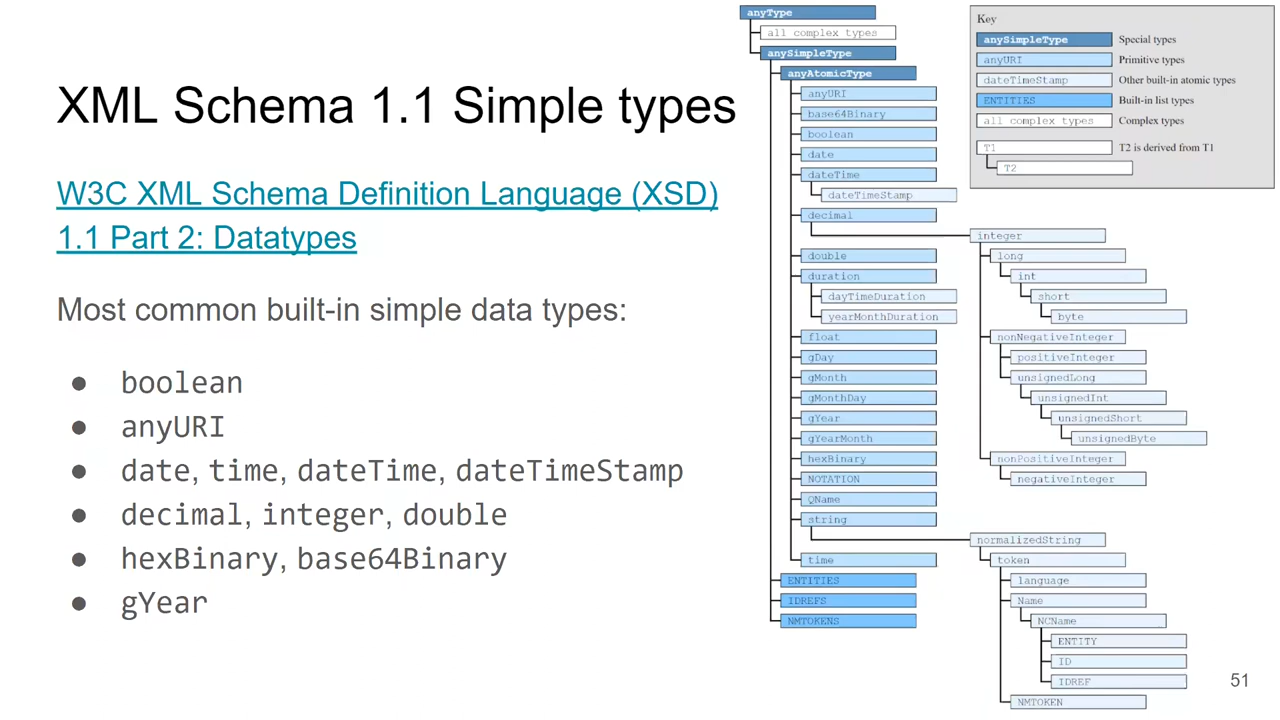 XML Schema 1.1 Simple types
W3C XML Schema Definition Language (XSD)
1.1 Part 2: Datatypes
Most common built-in simple data types:
● boolean
● anyURI
● date, time, dateTime, dateTimeStamp
● decimal, integer, double
● hexBinary, base64Binary
● gYear
anyType
all complex types
anySimpleType
anyAtomicType
anyURI
base64Binary
boolean
date
dateTime
dateTimeStamp
decimal
integer
long
int
short
byte
nonNegativeInteger
positiveInteger
unsignedLong
unsignedInt
unsignedShort
unsignedByte
nonPositiveInteger
negativeInteger
double
duration
dayTimeDuration
yearMonthDuration
float
gDay
gMonth
gMonthDay
gYear
gYearMonth
hexBinary
NOTATION
QName
string
normalizedString
token
language
Name
NCName
ENTITY
ID
IDREF
NMTOKEN
time
ENTITIES
IDREFS
NMTOKENS
Key
anySimpleType Special types
anyURI Primitive types
dateTimeStamp Other built-in atomic types
ENTITIES Built-in list types
all complex types Complex types
T1 T2 is derived from T1
T2
51